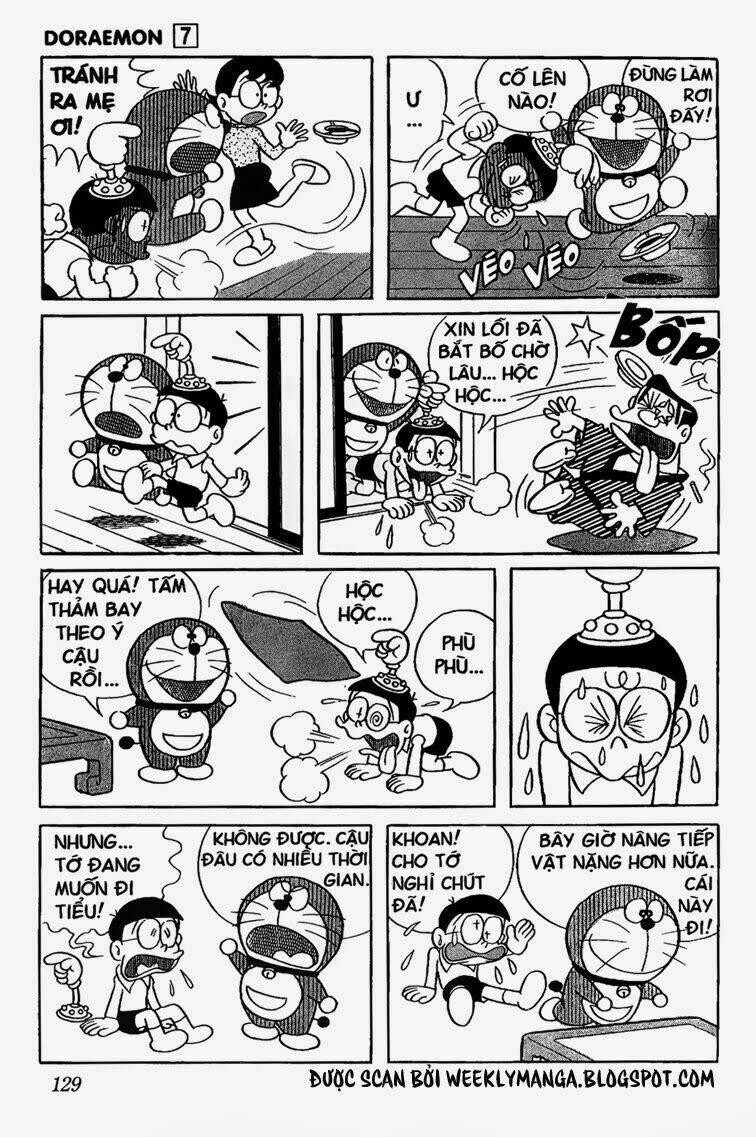 DORAEMON 7
ĐỪNG LÀM
RƠI
ĐẤY!
CỐ LÊN
NÀO!
Ư
...
VÈO VÈO
TRÁNH
RA MẸ
ƠI!
BỐP
XIN LỖI ĐÃ
BẮT BỐ CHỜ
LÂU... HỘC
HỘC...
PHÙ
PHÙ...
HỘC
HỘC...
HAY QUÁ! TẤM
THẢM BAY
THEO Ý
CẬU
RỒI...
BÂY GIỜ NÂNG TIẾP
VẬT NẶNG HƠN NỮA.
CÁI
NÀY
ĐI!
KHOAN!
CHO TỚ
NGHỈ CHÚT
ĐÃ!
KHÔNG ĐƯỢC. CẬU
ĐÂU CÓ NHIỀU THỜI
GIAN.
NHƯNG...
TỚ ĐANG
MUỐN ĐI
TIỂU!
129
ĐƯỢC SCAN BỞI WEEKLYMANGA.BLOGSPOT.COM